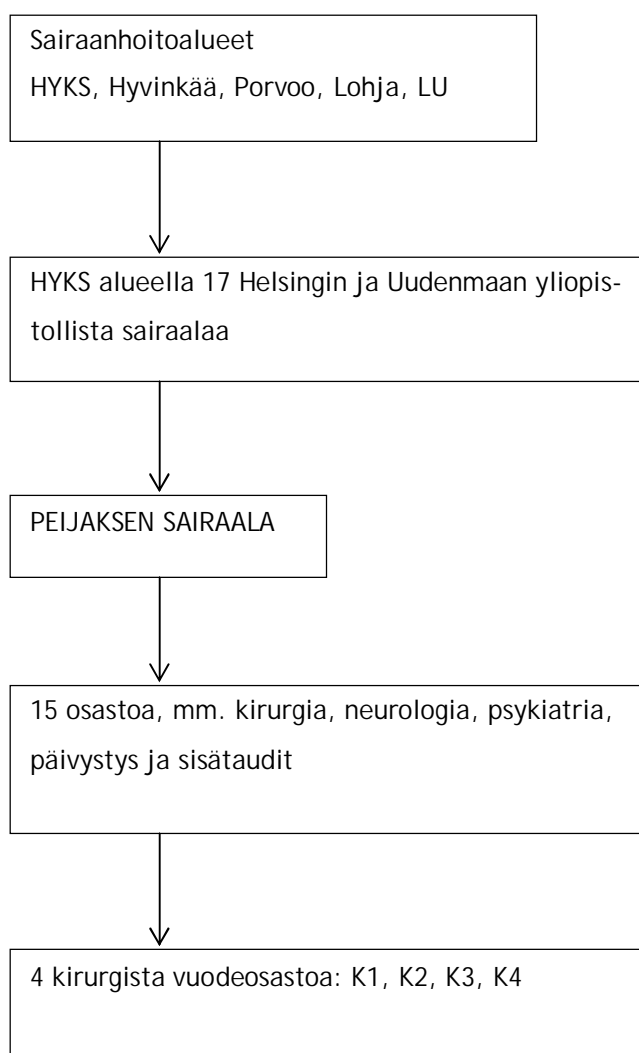 Sairaanhoitoalueet
HYKS, Hyvinkää, Porvoo, Lohja, LU
HYKS alueella 17 Helsingin ja Uudenmaan yliopis-
tollista sairaalaa
PEIJAKSEN SAIRAALA
15 osastoa, mm. kirurgia, neurologia, psykiatria,
päivystys ja sisätaudit
4 kirurgista vuodeosastoa: K1, K2, K3, K4